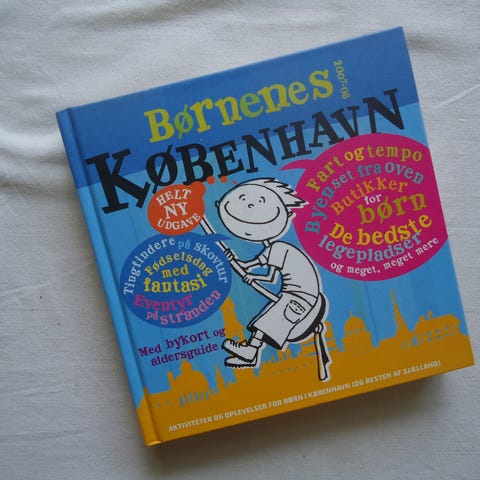 Børnenes
2007-08
KØBENHAVN
HELT
NY
UDGAVE
Fart og tempo
Byen set fra oven
Butikker
for
børn
De bedste
legepladser
og meget, meget mere
Tingfindere på skovtur
Fødselsdag
med
fantasi
Eventyr
på stranden
Med bykort og
aldersguide
AKTIVITETER OG OPLEVELSER FOR BØRN I KØBENHAVN (OG RESTEN AF SJÆLLAND)